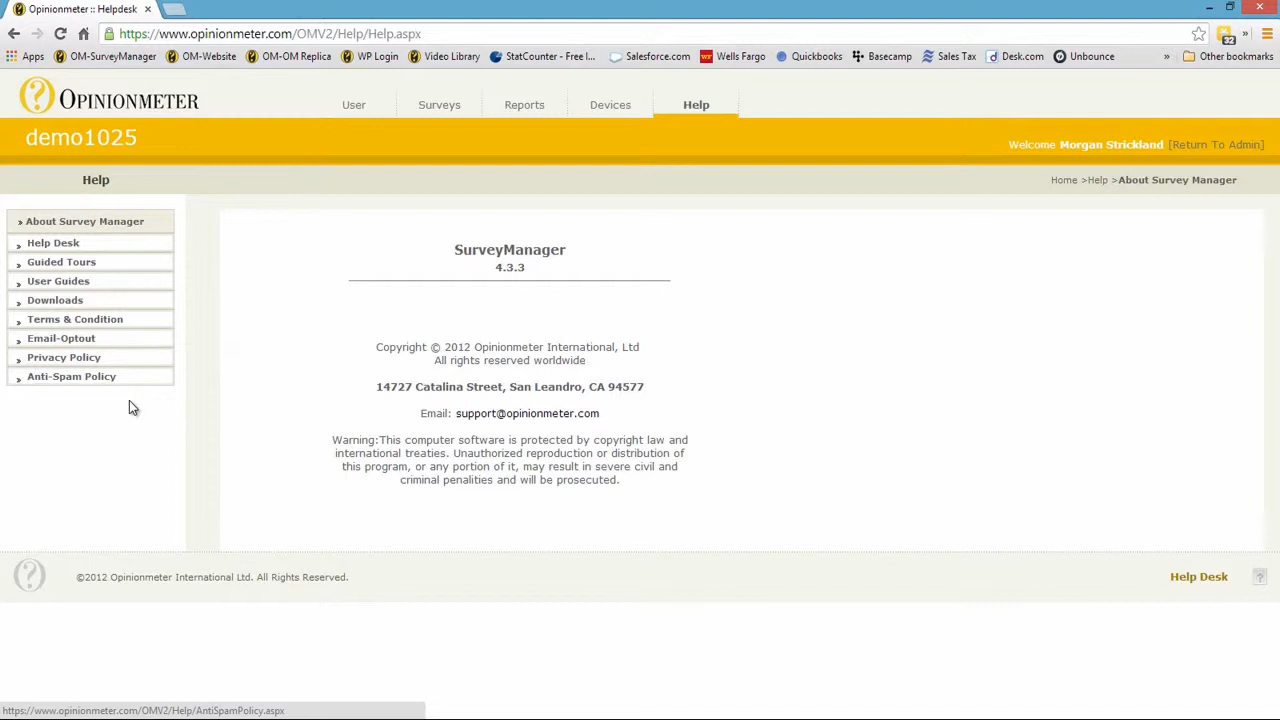 Opinionmeter :: Helpdesk
https://www.opinionmeter.com/OMV2/Help/Help.aspx
92
Apps OM-SurveyManager OM-Website OM-OM Replica WP Login Video Library StatCounter - Free I... Salesforce.com Wells Fargo Quickbooks Basecamp Sales Tax Desk.com Unbounce » Other bookmarks
OPINIONMETER
User Surveys Reports Devices Help
demo1025
Welcome Morgan Strickland [Return To Admin]
Help
Home >Help >About Survey Manager
About Survey Manager
Help Desk
Guided Tours
User Guides
Downloads
Terms & Condition
Email-Optout
Privacy Policy
Anti-Spam Policy
SurveyManager
4.3.3
Copyright © 2012 Opinionmeter International, Ltd
All rights reserved worldwide
14727 Catalina Street, San Leandro, CA 94577
Email: support@opinionmeter.com
Warning:This computer software is protected by copyright law and
international treaties. Unauthorized reproduction or distribution of
this program, or any portion of it, may result in severe civil and
criminal penalities and will be prosecuted.
©2012 Opinionmeter International Ltd. All Rights Reserved.
Help Desk ?
https://www.opinionmeter.com/OMV2/Help/AntiSpamPolicy.aspx